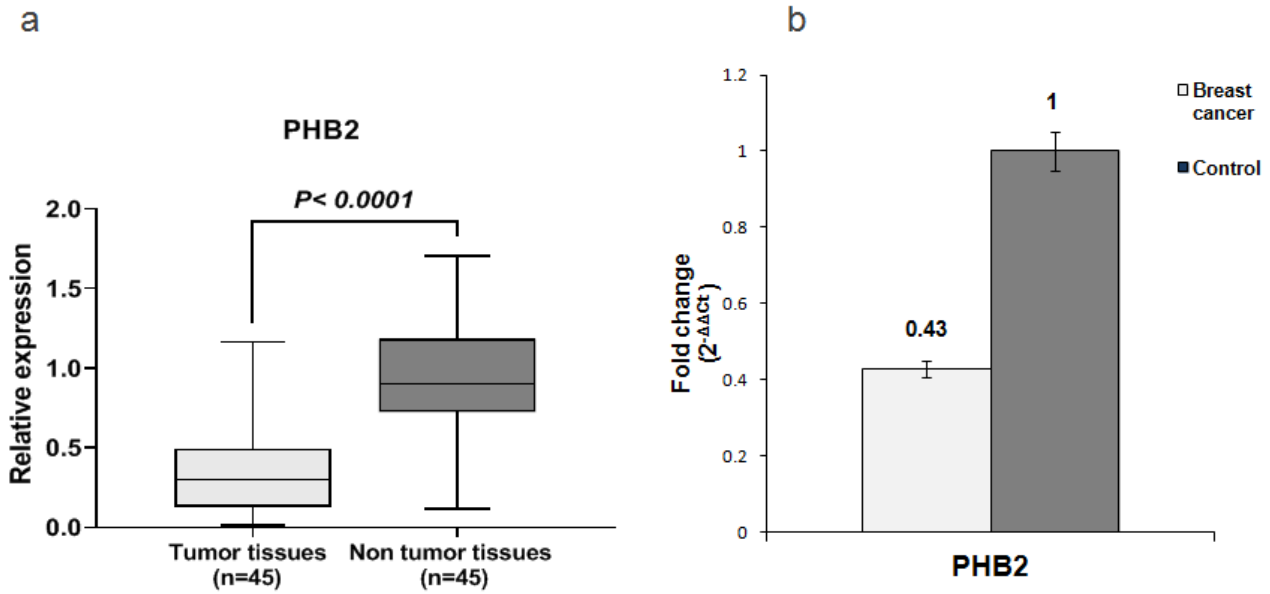 a
PHB2
P< 0.0001
Relative expression
2.0
1.5
1.0
0.5
0.0
Tumor tissues
(n=45)
Non tumor tissues
(n=45)
b
Fold change
(2-ΔΔCt)
1.2
1
0.8
0.6
0.4
0.2
0
0.43
1
PHB2
Breast
cancer
Control